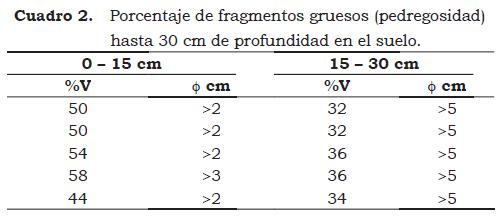 Cuadro 2. Porcentaje de fragmentos gruesos (pedregosidad)
hasta 30 cm de profundidad en el suelo.
0 – 15 cm 15 – 30 cm
%V ϕ cm %V ϕ cm
50 >2 32 >5
50 >2 32 >5
54 >2 36 >5
58 >3 36 >5
44 >2 34 >5